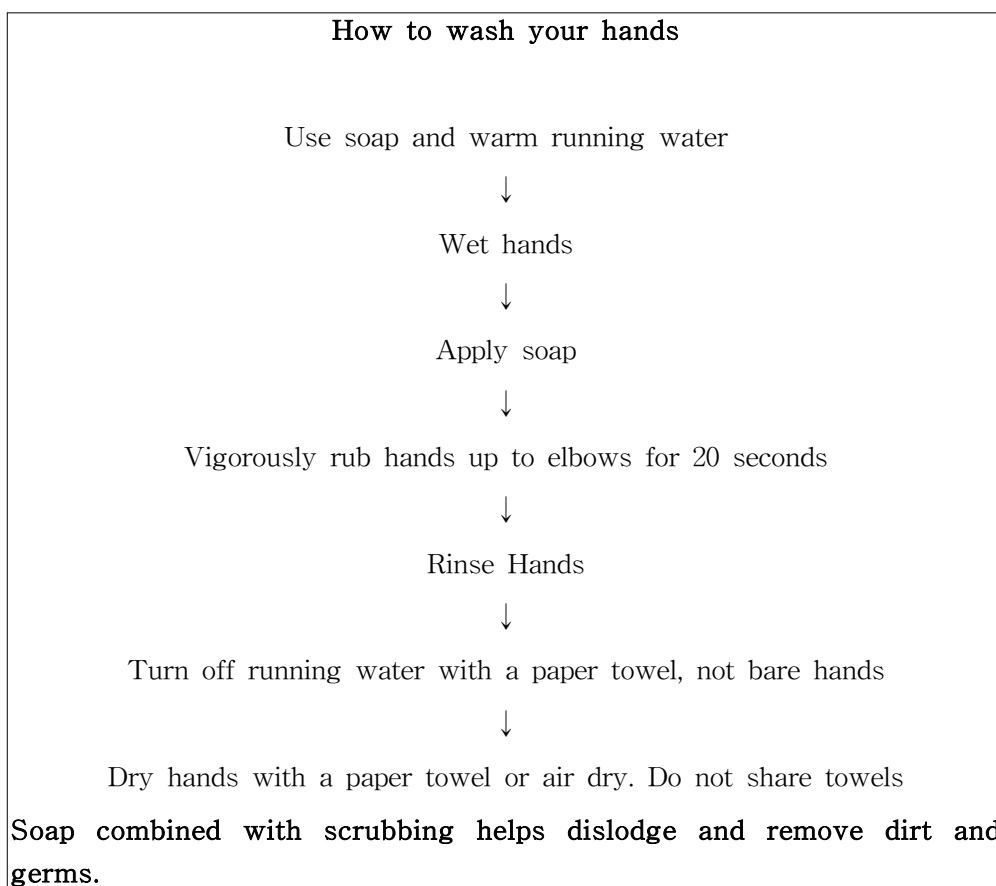 How to wash your hands
Use soap and warm running water
↓
Wet hands
↓
Apply soap
↓
Vigorously rub hands up to elbows for 20 seconds
↓
Rinse Hands
↓
Turn off running water with a paper towel, not bare hands
↓
Dry hands with a paper towel or air dry. Do not share towels
Soap combined with scrubbing helps dislodge and remove dirt and
germs.